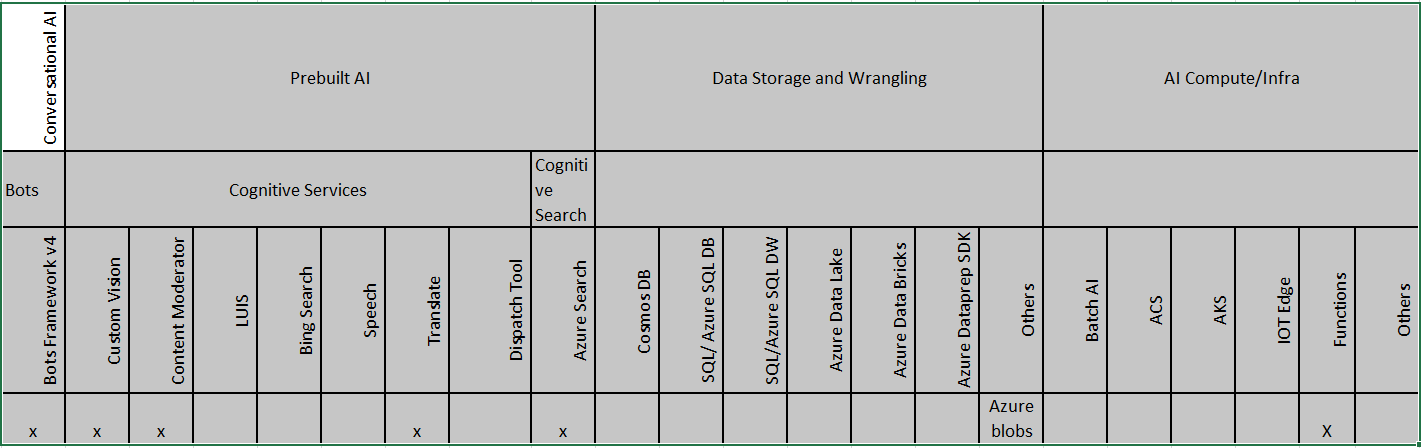 Conversational AI
Prebuilt AI
Data Storage and Wrangling
AI Compute/Infra
Bots
Cognitive Services
Cogniti
ve
Search
Bots Framework v4
Custom Vision
Content Moderator
LUIS
Bing Search
Speech
Translate
Dispatch Tool
Azure Search
Cosmos DB
SQL/ Azure SQL DB
SQL/Azure SQL DW
Azure Data Lake
Azure Data Bricks
Azure Dataprep SDK
Others
Batch AI
ACS
AKS
IOT Edge
Functions
Others
x
x
x
x
x
Azure
blobs
X